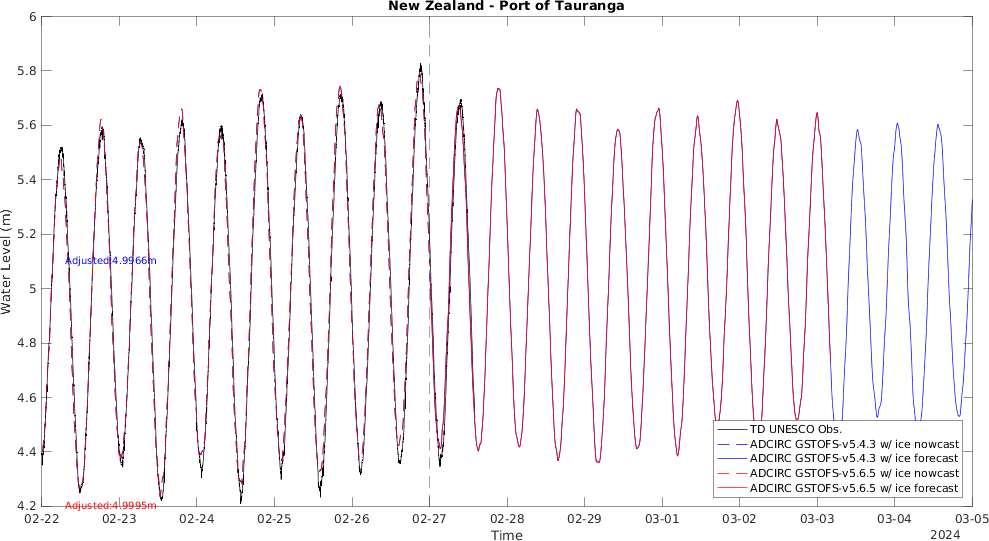 New Zealand - Port of Tauranga
6
5.8
5.6
5.4
5.2
5
4.8
4.6
4.4
4.2
Water Level (m)
Adjusted:4.9966m
Adjusted:4.9995m
TD UNESCO Obs.
ADCIRC GSTOFS-v5.4.3 w/ ice nowcast
ADCIRC GSTOFS-v5.4.3 w/ ice forecast
ADCIRC GSTOFS-v5.6.5 w/ ice nowcast
ADCIRC GSTOFS-v5.6.5 w/ ice forecast
02-22 02-23 02-24 02-25 02-26 02-27 02-28 02-29 03-01 03-02 03-03 03-04 03-05
Time
2024